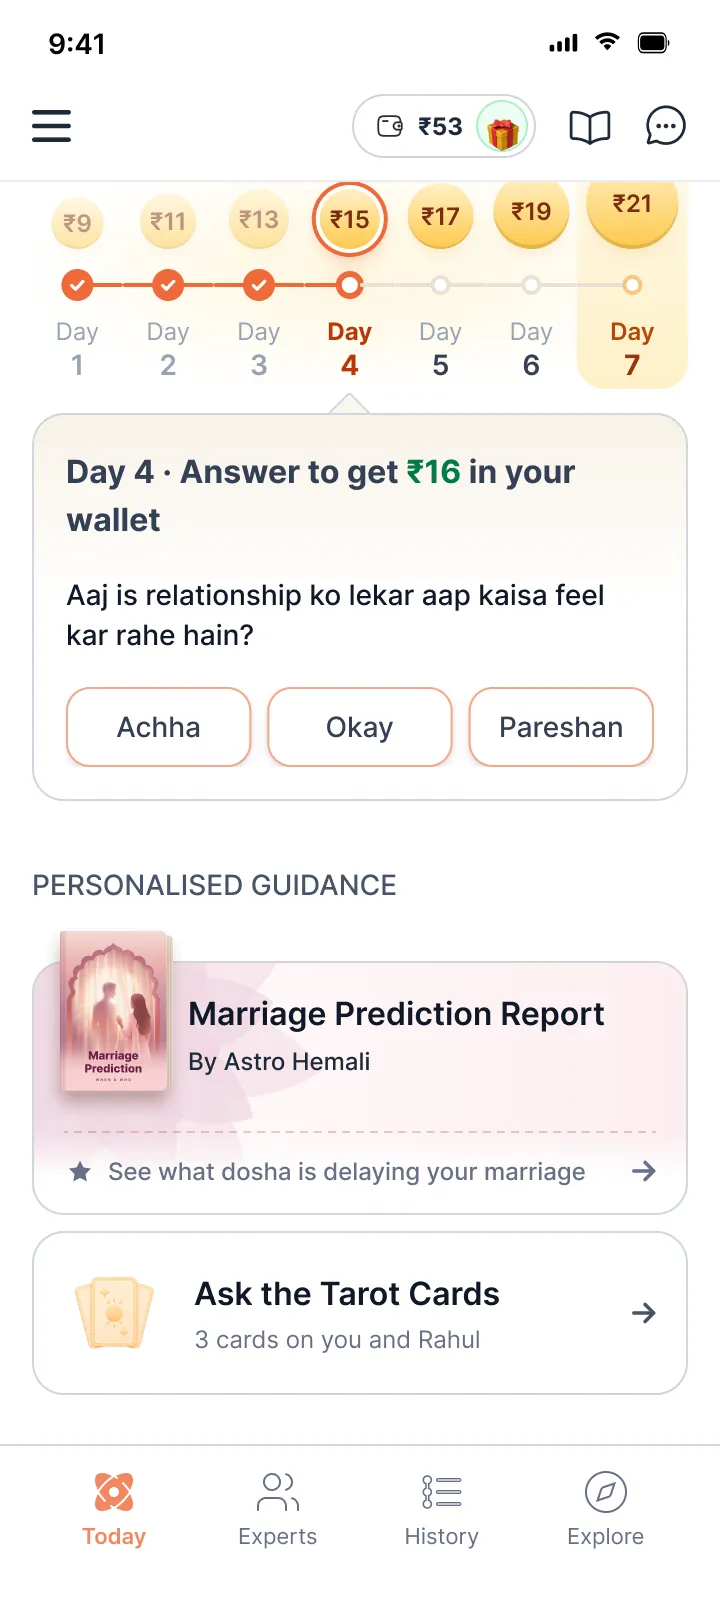 9:41
₹53
₹9 ₹11 ₹13 ₹15 ₹17 ₹19 ₹21
Day Day Day Day Day Day Day
1 2 3 4 5 6 7
Day 4 · Answer to get ₹16 in your
wallet
Aaj is relationship ko lekar aap kaisa feel
kar rahe hain?
Achha Okay Pareshan
PERSONALISED GUIDANCE
Marriage
Prediction
WHEN & WHO
Marriage Prediction Report
By Astro Hemali
See what dosha is delaying your marriage
Ask the Tarot Cards
3 cards on you and Rahul
Today Experts History Explore